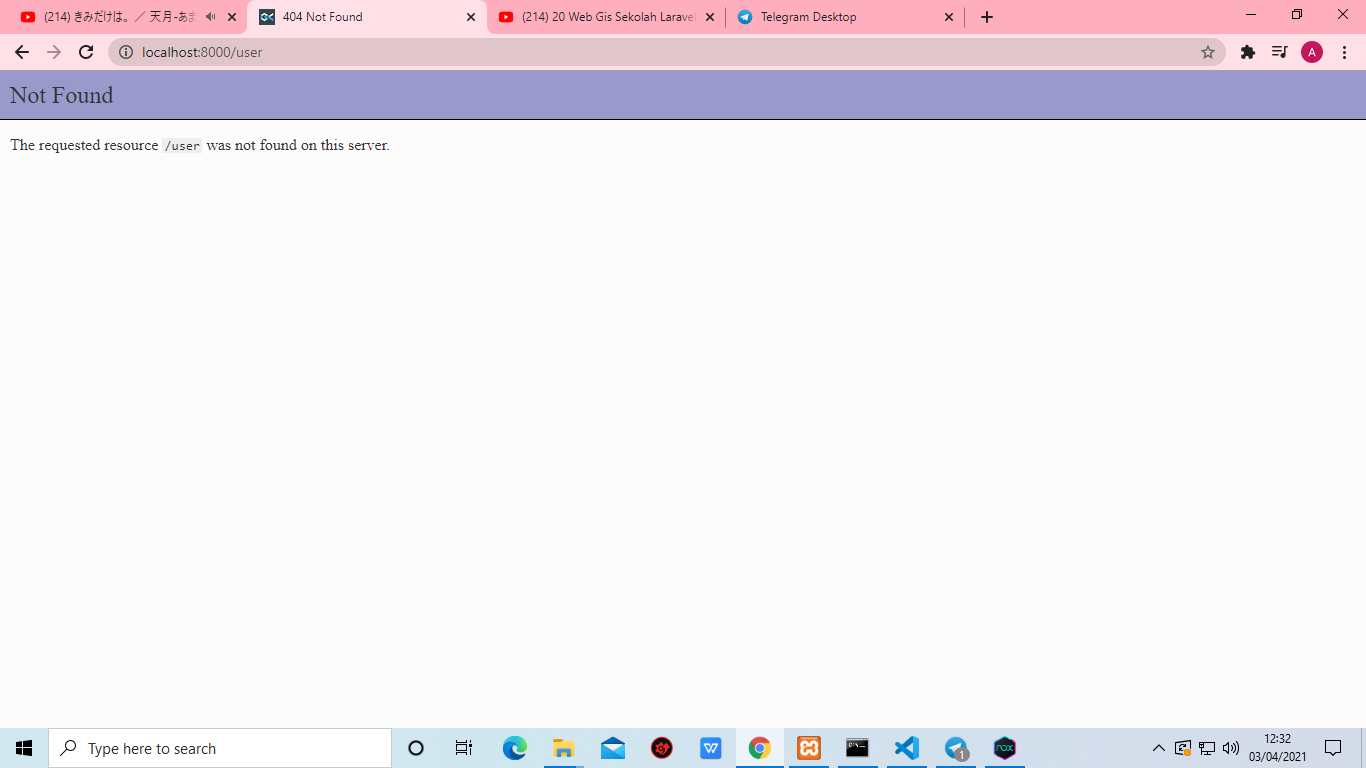 (214) きみだけは。／ 天月-あま
404 Not Found
(214) 20 Web Gis Sekolah Laravel
Telegram Desktop
localhost:8000/user
A
Not Found
The requested resource /user was not found on this server.
Type here to search
W
1
nox
12:32
03/04/2021